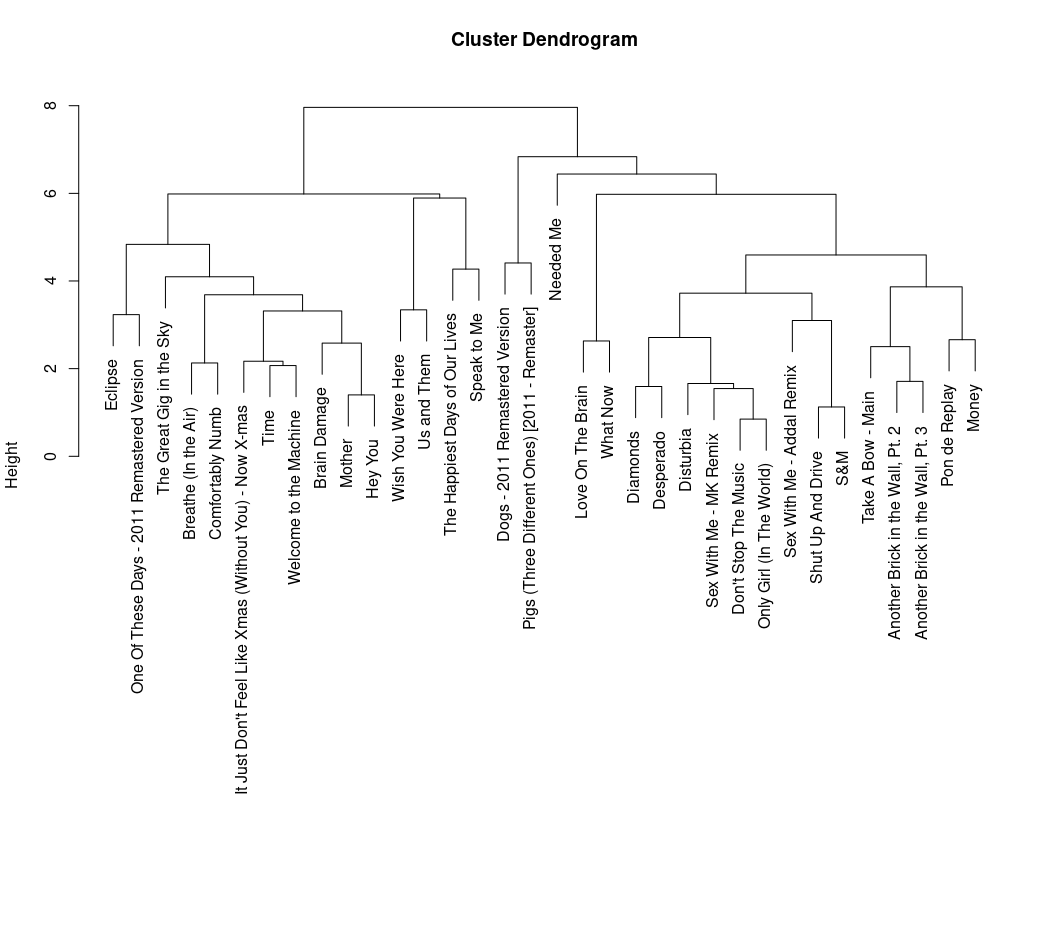 Cluster Dendrogram
Height
8
6
4
2
0
Eclipse
One Of These Days - 2011 Remastered Version
The Great Gig in the Sky
Breathe (In the Air)
Comfortably Numb
It Just Don't Feel Like Xmas (Without You) - Now X-mas
Time
Welcome to the Machine
Brain Damage
Mother
Hey You
Wish You Were Here
Us and Them
The Happiest Days of Our Lives
Speak to Me
Dogs - 2011 Remastered Version
Pigs (Three Different Ones) [2011 - Remaster]
Needed Me
Love On The Brain
What Now
Diamonds
Desperado
Disturbia
Sex With Me - MK Remix
Don't Stop The Music
Only Girl (In The World)
Sex With Me - Addal Remix
Shut Up And Drive
S&M
Take A Bow - Main
Another Brick in the Wall, Pt. 2
Another Brick in the Wall, Pt. 3
Pon de Replay
Money